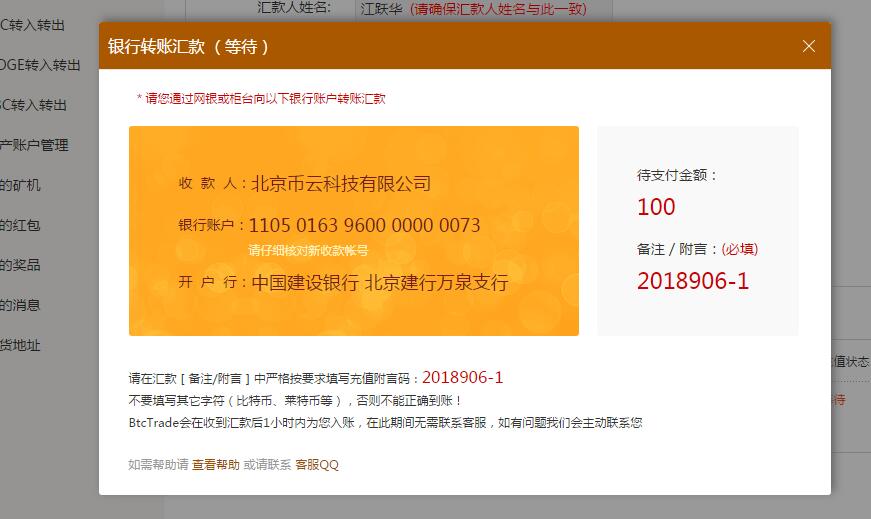 汇款人姓名: 江跃华 (请确保汇款人姓名与此一致)
C转入转出
OGE转入转出
C转入转出
产账户管理
的矿机
的红包
的奖品
的消息
货地址
银行转账汇款 ( 等待 )
* 请您通过网银或柜台向以下银行账户转账汇款
收 款 人：北京币云科技有限公司
银行账户：1105 0163 9600 0000 0073
请仔细核对新收款帐号
开 户 行：中国建设银行 北京建行万泉支行
待支付金额：
100
备注 / 附言：(必填)
2018906-1
请在汇款 [ 备注/附言 ] 中严格按要求填写充值附言码：2018906-1
不要填写其它字符（比特币、莱特币等），否则不能正确到账！
BtcTrade会在收到汇款后1小时内为您入账，在此期间无需联系客服，如有问题我们会主动联系您
如需帮助请 查看帮助 或请联系 客服QQ
值状态
待